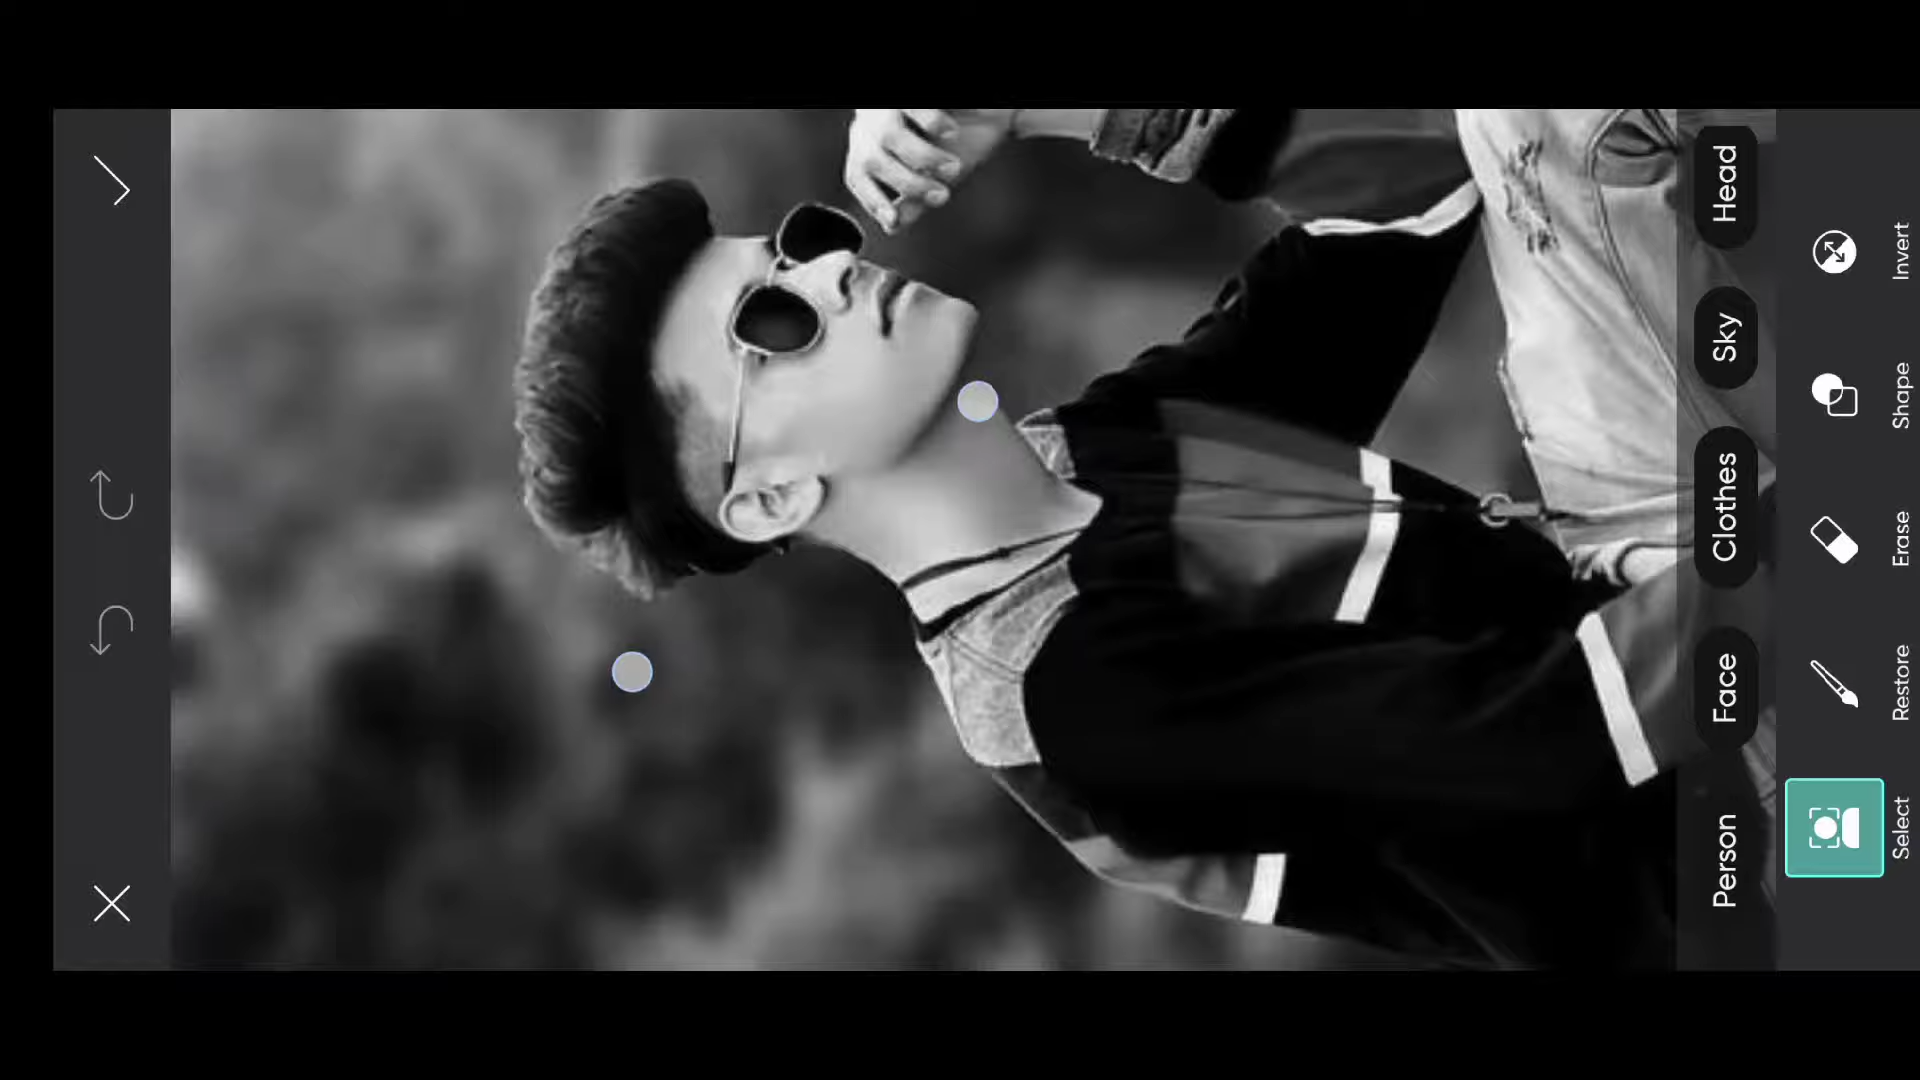 Person
Face
Clothes
Sky
Head
Select
Restore
Erase
Shape
Invert